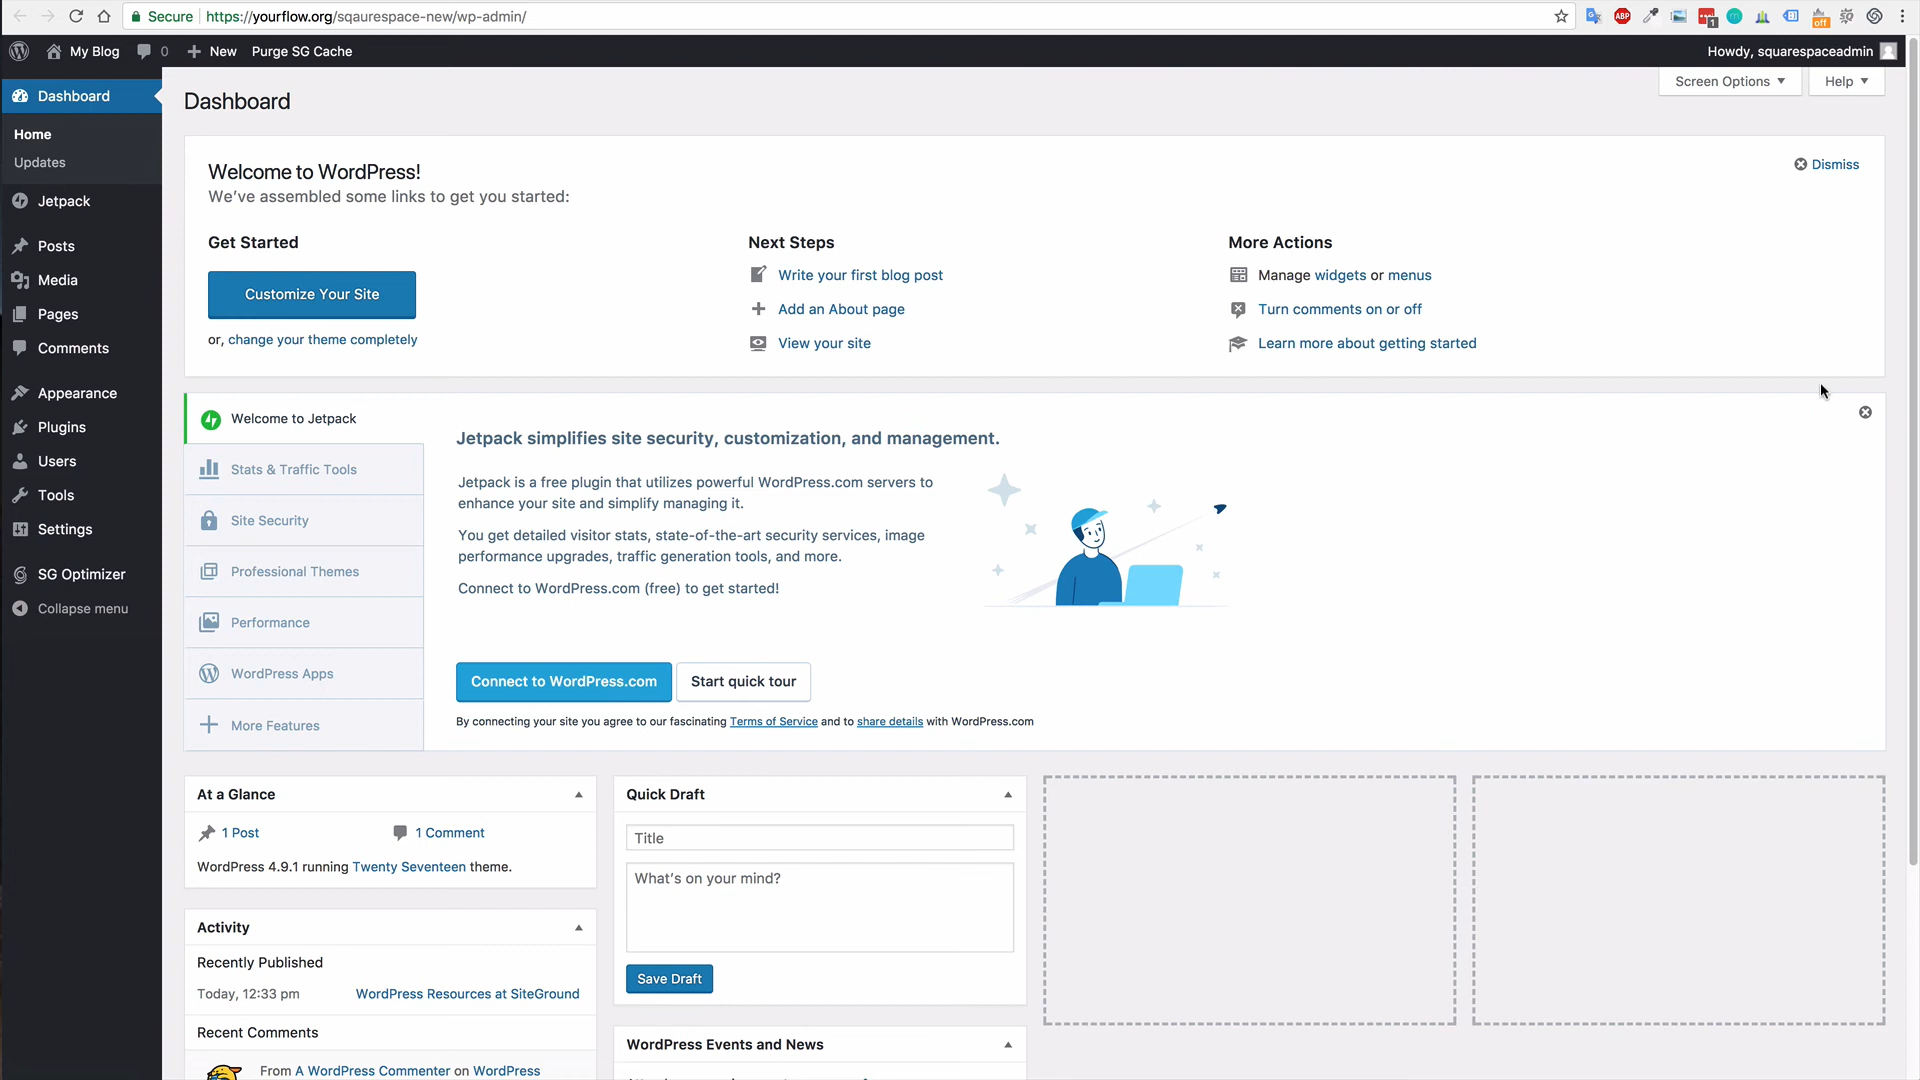 Secure https://yourflow.org/sqaurespace-new/wp-admin/
ABP
1
off
My Blog 0 New Purge SG Cache
Howdy, squarespaceadmin
Dashboard
Home
Updates
Jetpack
Posts
Media
Pages
Comments
Appearance
Plugins
Users
Tools
Settings
SG Optimizer
Collapse menu
Dashboard
Screen Options
Help
Welcome to WordPress!
We've assembled some links to get you started:
Dismiss
Get Started
Customize Your Site
or, change your theme completely
Next Steps
Write your first blog post
Add an About page
View your site
More Actions
Manage widgets or menus
Turn comments on or off
Learn more about getting started
Welcome to Jetpack
Stats & Traffic Tools
Site Security
Professional Themes
Performance
WordPress Apps
More Features
Jetpack simplifies site security, customization, and management.
Jetpack is a free plugin that utilizes powerful WordPress.com servers to
enhance your site and simplify managing it.
You get detailed visitor stats, state-of-the-art security services, image
performance upgrades, traffic generation tools, and more.
Connect to WordPress.com (free) to get started!
Connect to WordPress.com
Start quick tour
By connecting your site you agree to our fascinating Terms of Service and to share details with WordPress.com
At a Glance
1 Post
1 Comment
WordPress 4.9.1 running Twenty Seventeen theme.
Activity
Recently Published
Today, 12:33 pm
WordPress Resources at SiteGround
Recent Comments
From A WordPress Commenter on WordPress
Quick Draft
Title
What's on your mind?
Save Draft
WordPress Events and News